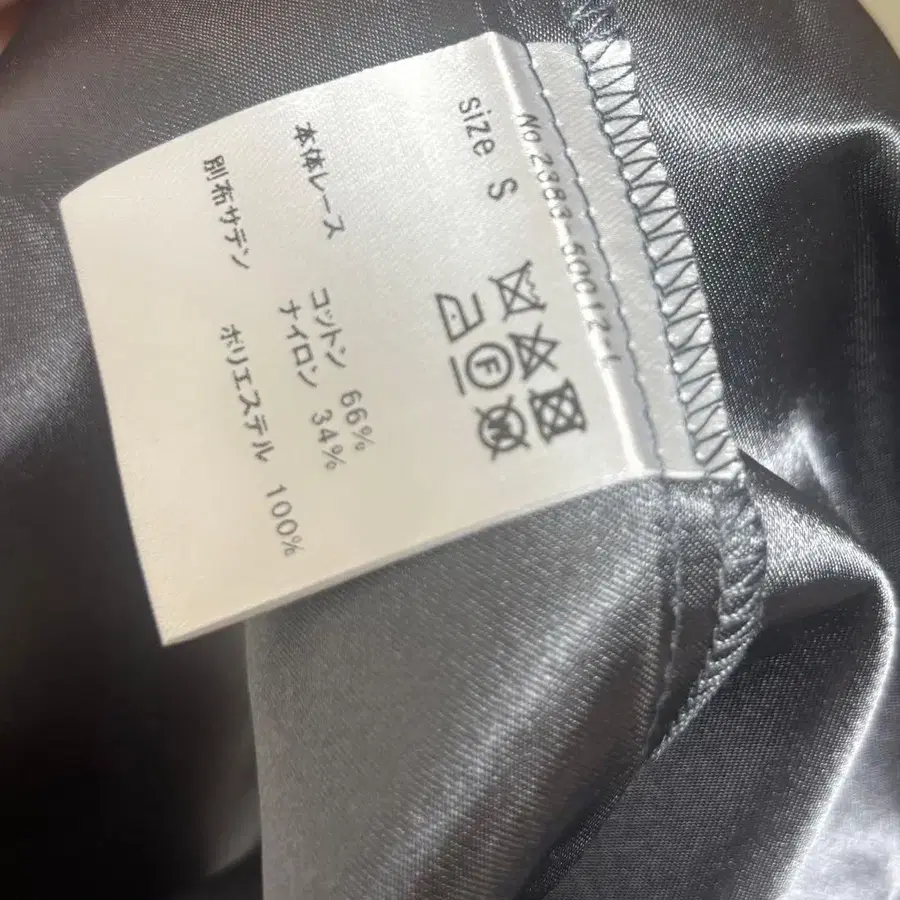 No.2383-50012-1
size S
F
W
本体レース コットン 66%
ナイロン 34%
別布サテン ポリエステル 100%